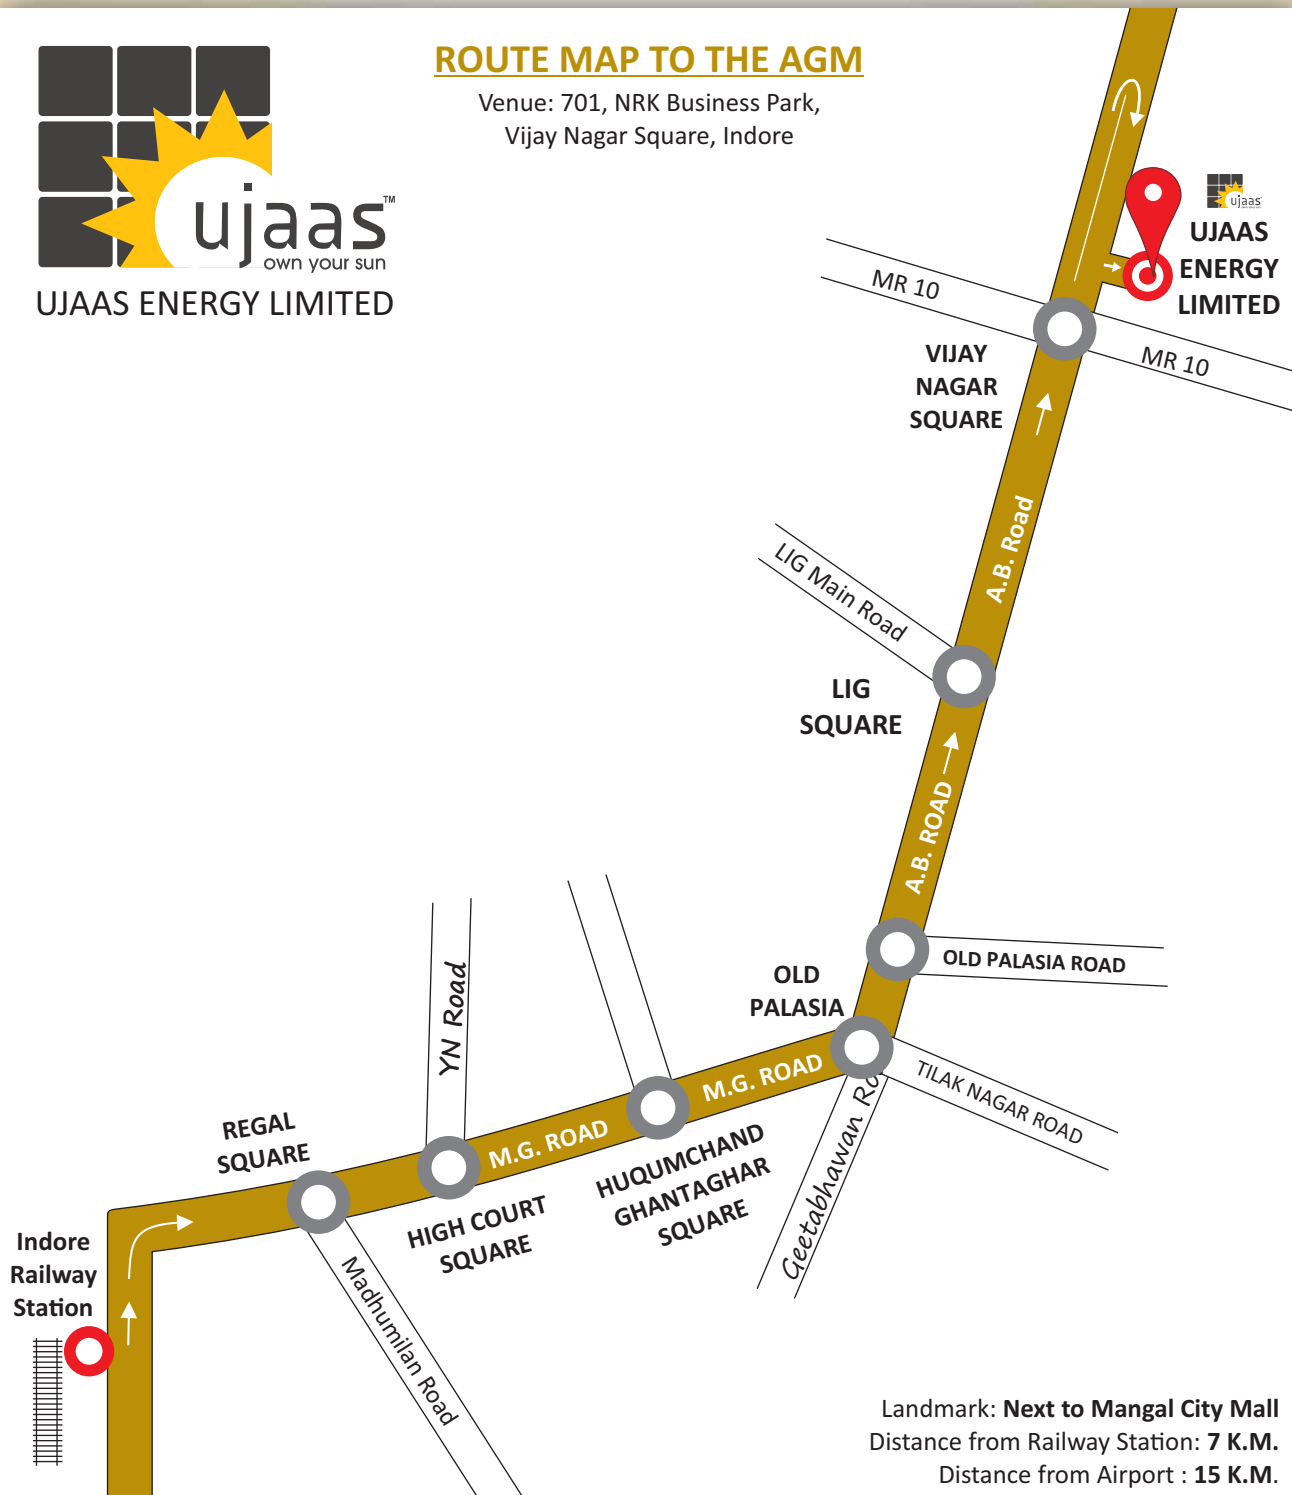 ROUTE MAP TO THE AGM
Venue: 701, NRK Business Park,
Vijay Nagar Square, Indore
ujaas™
own your sun
UJAAS ENERGY LIMITED
ujaas
UJAAS
ENERGY
LIMITED
MR 10
MR 10
VIJAY
NAGAR
SQUARE
A.B. Road
LIG Main Road
LIG
SQUARE
A.B. ROAD
OLD PALASIA ROAD
OLD
PALASIA
YN Road
M.G. ROAD
TILAK NAGAR ROAD
Geetabhawan Ro
M.G. ROAD
REGAL
SQUARE
HUQUMCHAND
GHANTAGHAR
SQUARE
HIGH COURT
SQUARE
Indore
Railway
Station
Madhumilan Road
Landmark: Next to Mangal City Mall
Distance from Railway Station: 7 K.M.
Distance from Airport : 15 K.M.